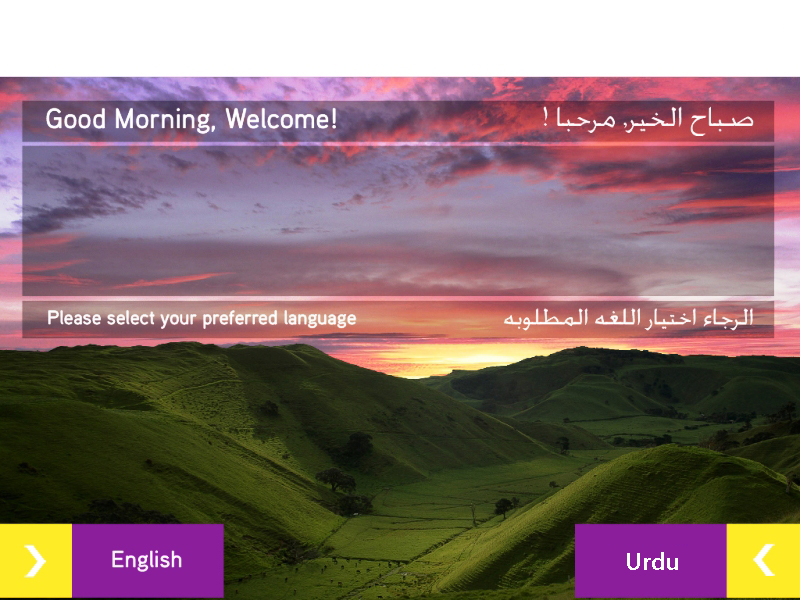 Good Morning, Welcome!
صباح الخير, مرحبا !
Please select your preferred language
الرجاء اختيار اللغه المطلوبه
English
Urdu